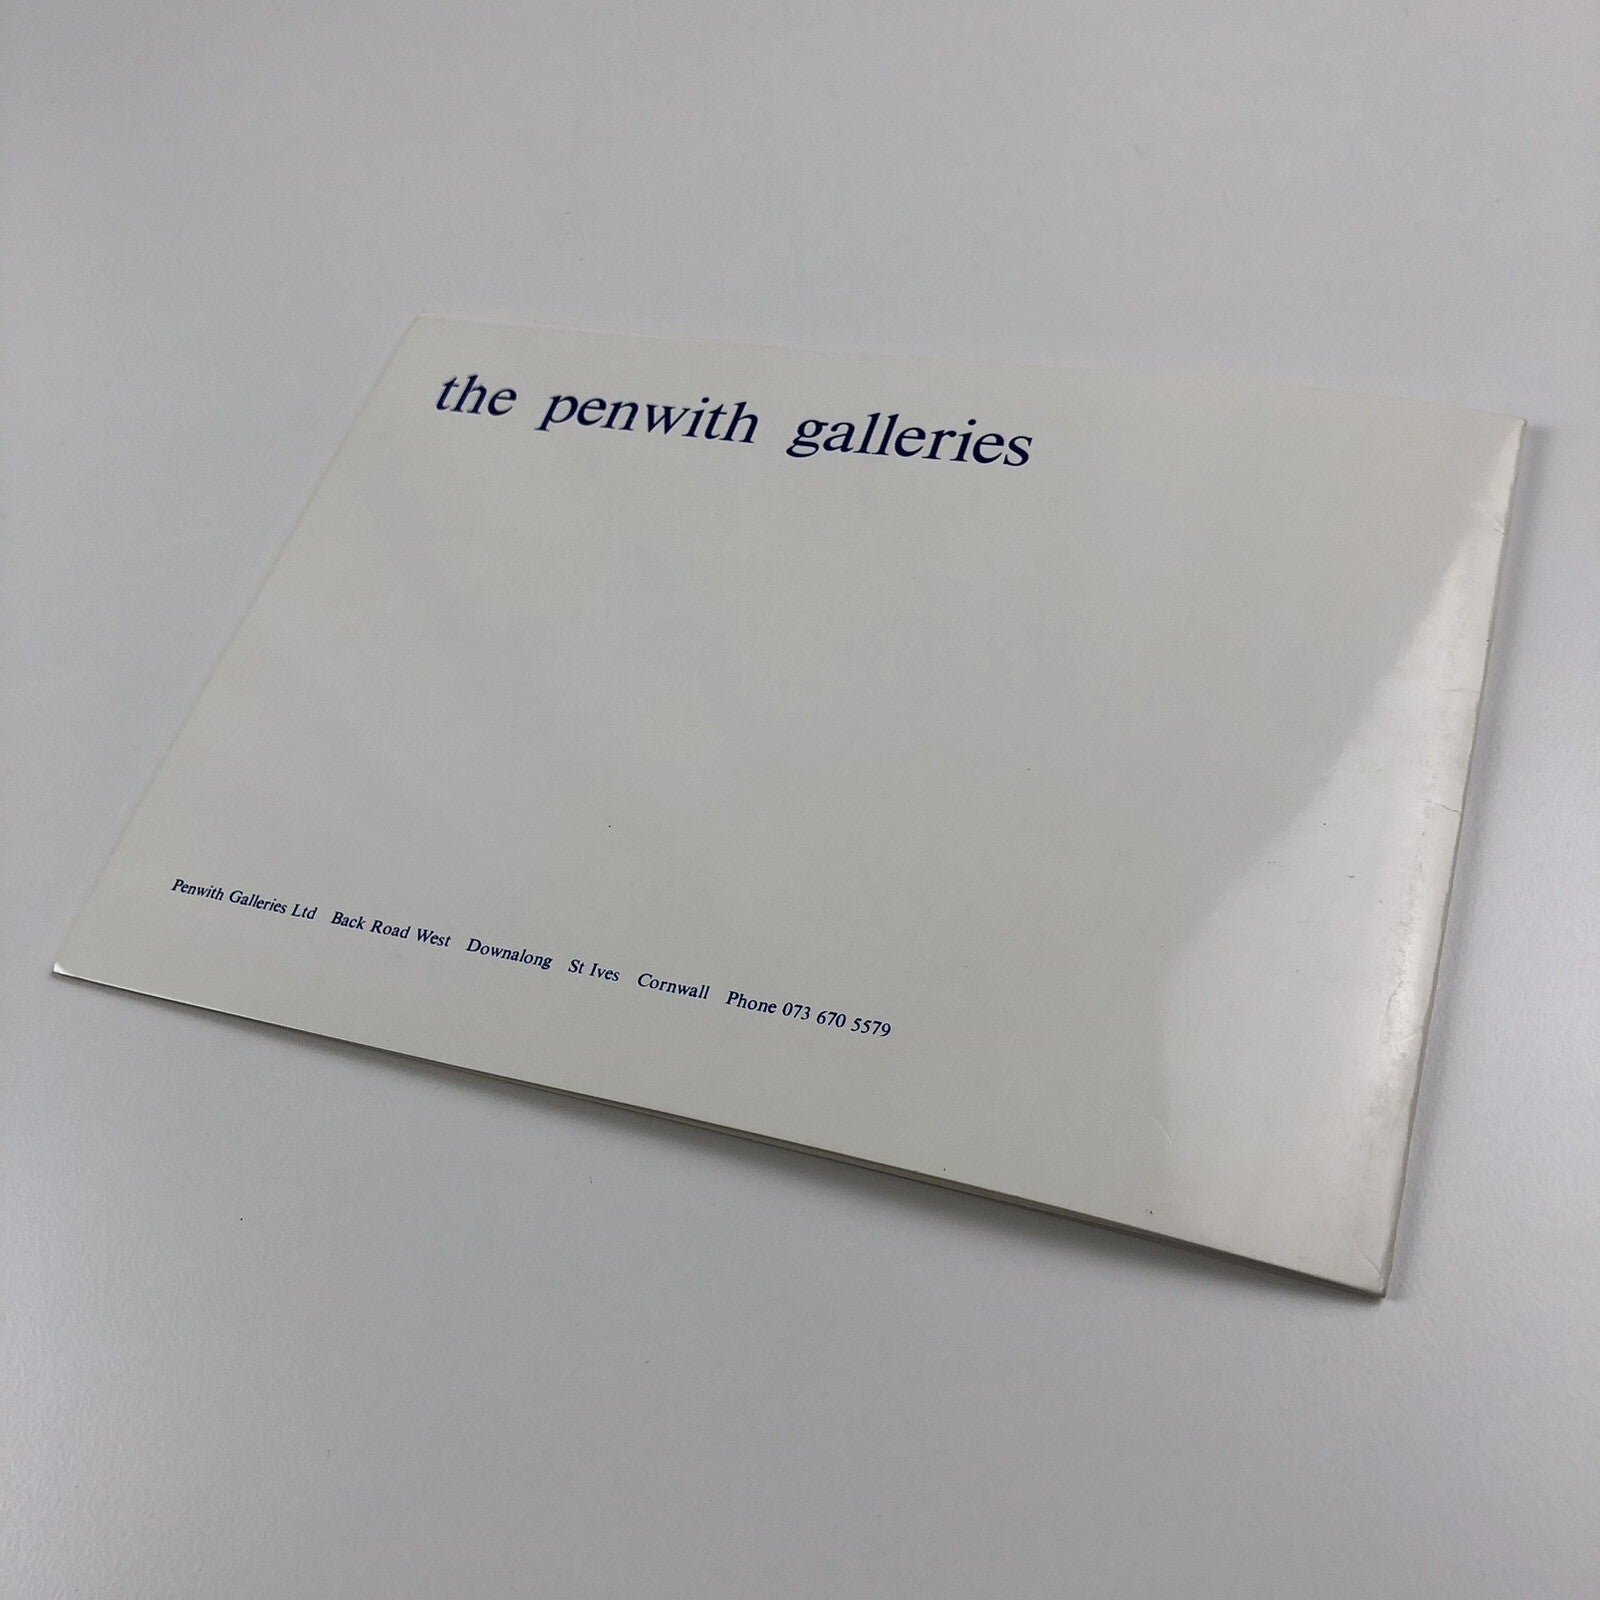 the penwith galleries
Penwith Galleries Ltd Back Road West Downalong St Ives Cornwall Phone 073 670 5579